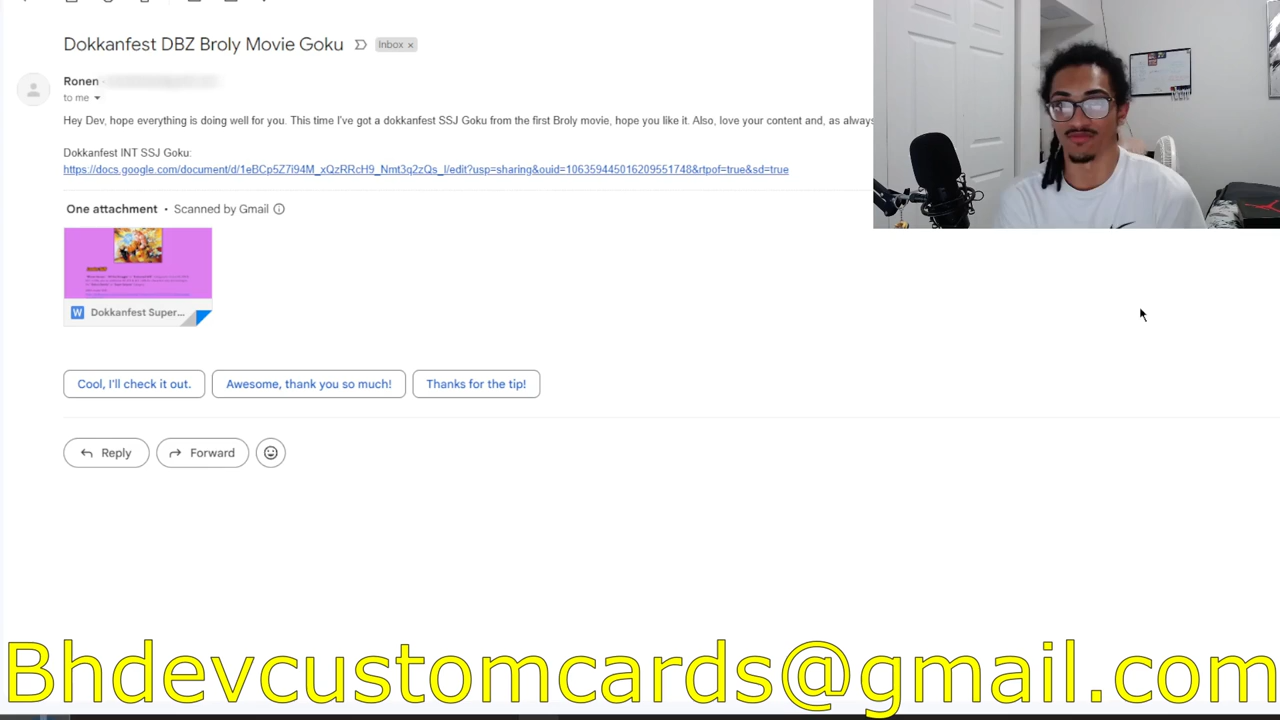 Dokkanfest DBZ Broly Movie Goku Inbox ×
Ronen
to me
Hey Dev, hope everything is doing well for you. This time I've got a dokkanfest SSJ Goku from the first Broly movie, hope you like it. Also, love your content and, as always
Dokkanfest INT SSJ Goku:
https://docs.google.com/document/d/1eBCp5Z7i94M_xQzRRcH9_Nmt3q2zQs_l/edit?usp=sharing&ouid=106359445016209551748&rtpof=true&sd=true
One attachment • Scanned by Gmail
W Dokkanfest Super...
Cool, I'll check it out. Awesome, thank you so much! Thanks for the tip!
Reply Forward
Bhdevcustomcards@gmail.com